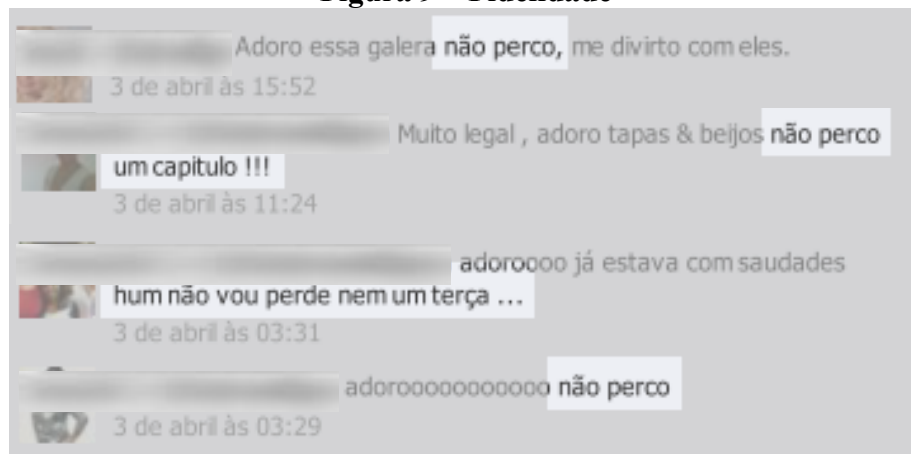 Adoro essa galera não perco, me divirto com eles.
3 de abril às 15:52
Muito legal , adoro tapas & beijos não perco
um capitulo !!!
3 de abril às 11:24
adoroooo já estava com saudades
hum não vou perde nem um terça ...
3 de abril às 03:31
adoroooooooooooo não perco
3 de abril às 03:29